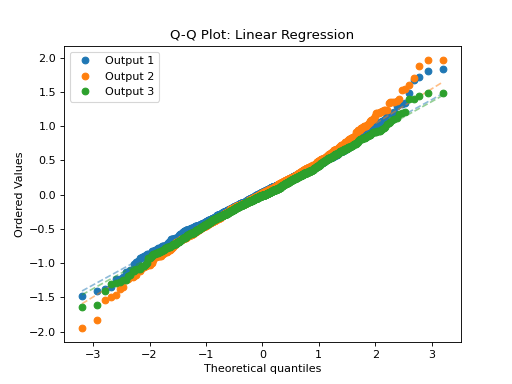 Q-Q Plot: Linear Regression
Output 1
Output 2
Output 3
2.0
1.5
1.0
0.5
0.0
−0.5
−1.0
−1.5
−2.0
Ordered Values
−3
−2
−1
0
1
2
3
Theoretical quantiles